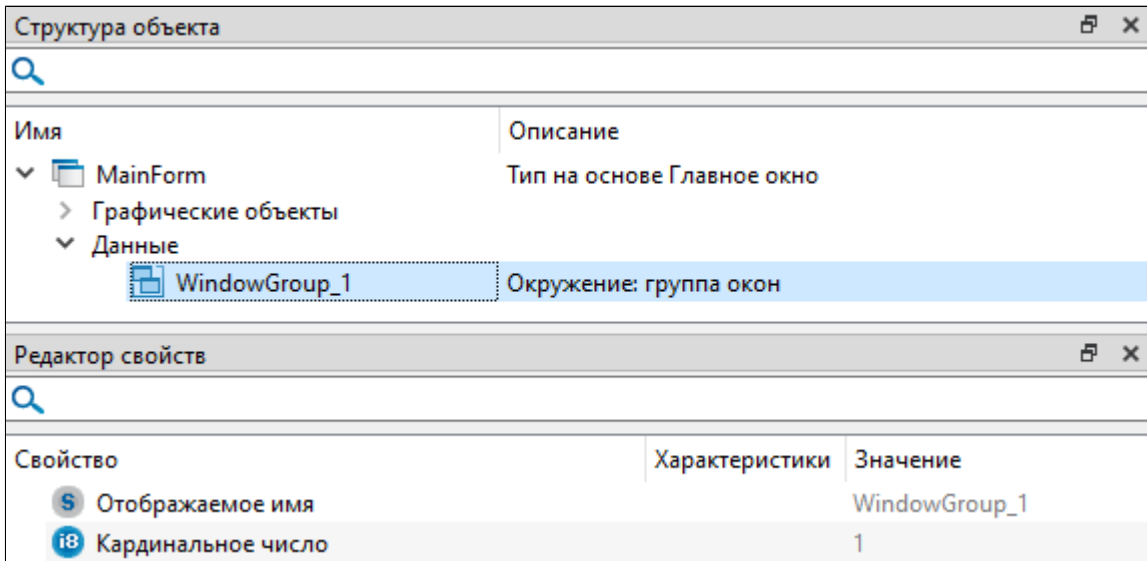 Структура объекта
Имя Описание
MainForm Тип на основе Главное окно
Графические объекты
Данные
WindowGroup_1 Окружение: группа окон
Редактор свойств
Свойство Характеристики Значение
S Отображаемое имя WindowGroup_1
i8 Кардинальное число 1